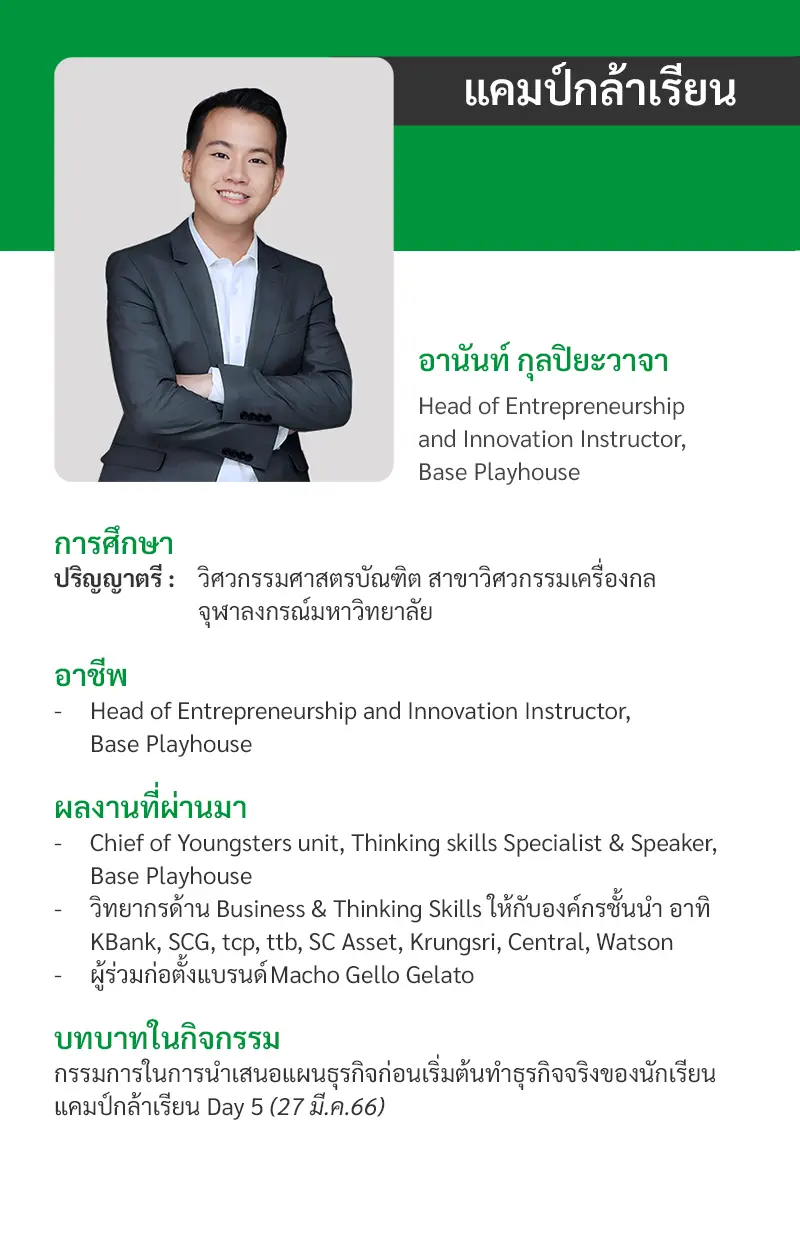 แคมป์กล้าเรียน
อานันท์ กุลปิยะวาจา
Head of Entrepreneurship
and Innovation Instructor,
Base Playhouse
การศึกษา
ปริญญาตรี : วิศวกรรมศาสตรบัณฑิต สาขาวิศวกรรมเครื่องกล
จุฬาลงกรณ์มหาวิทยาลัย
อาชีพ
- Head of Entrepreneurship and Innovation Instructor,
Base Playhouse
ผลงานที่ผ่านมา
- Chief of Youngsters unit, Thinking skills Specialist & Speaker,
Base Playhouse
- วิทยากรด้าน Business & Thinking Skills ให้กับองค์กรชั้นนำ อาทิ
KBank, SCG, tcp, ttb, SC Asset, Krungsri, Central, Watson
- ผู้ร่วมก่อตั้งแบรนด์ Macho Gello Gelato
บทบาทในกิจกรรม
กรรมการในการนำเสนอแผนธุรกิจก่อนเริ่มต้นทำธุรกิจจริงของนักเรียน
แคมป์กล้าเรียน Day 5 (27 มี.ค.66)